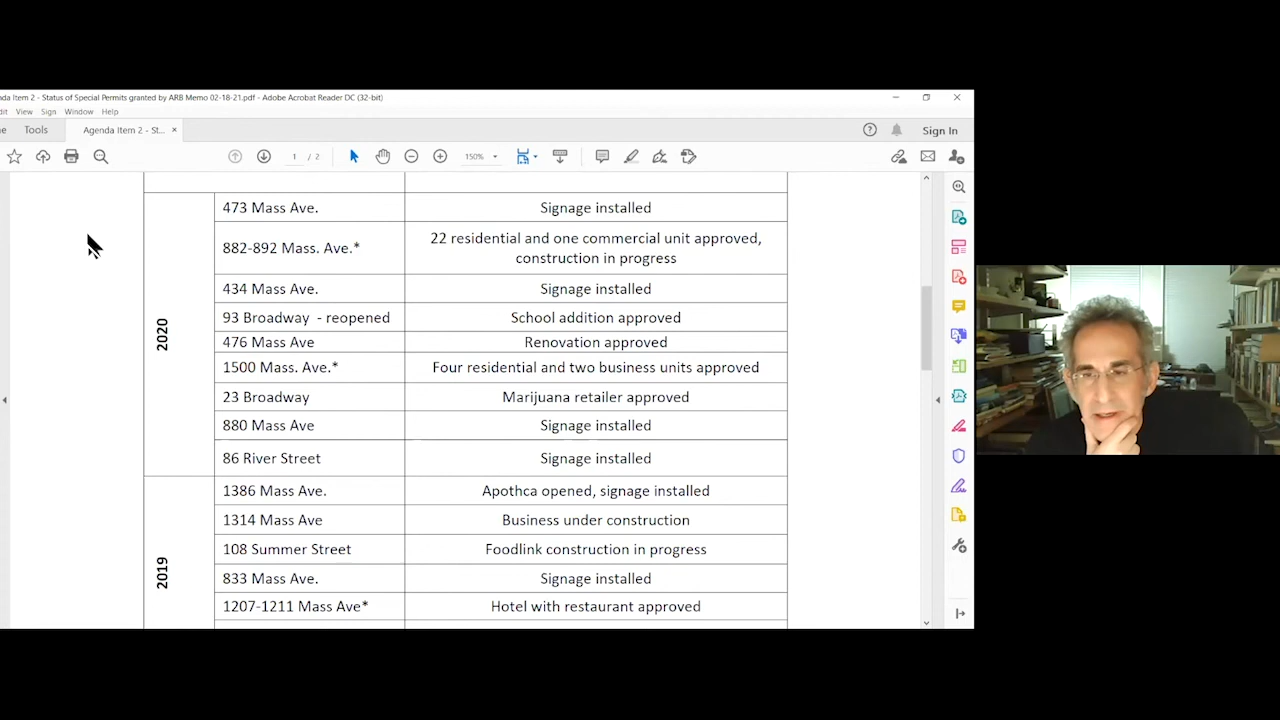 nda Item 2 - Status of Special Permits granted by ARB Memo 02-18-21.pdf - Adobe Acrobat Reader DC (32-bit)
dit View Sign Window Help
e Tools Agenda Item 2 - St... × Sign In
1 / 2 150%
2020
473 Mass Ave. Signage installed
882-892 Mass. Ave.* 22 residential and one commercial unit approved,
construction in progress
434 Mass Ave. Signage installed
93 Broadway - reopened School addition approved
476 Mass Ave Renovation approved
1500 Mass. Ave.* Four residential and two business units approved
23 Broadway Marijuana retailer approved
880 Mass Ave Signage installed
86 River Street Signage installed
2019
1386 Mass Ave. Apothca opened, signage installed
1314 Mass Ave Business under construction
108 Summer Street Foodlink construction in progress
833 Mass Ave. Signage installed
1207-1211 Mass Ave* Hotel with restaurant approved